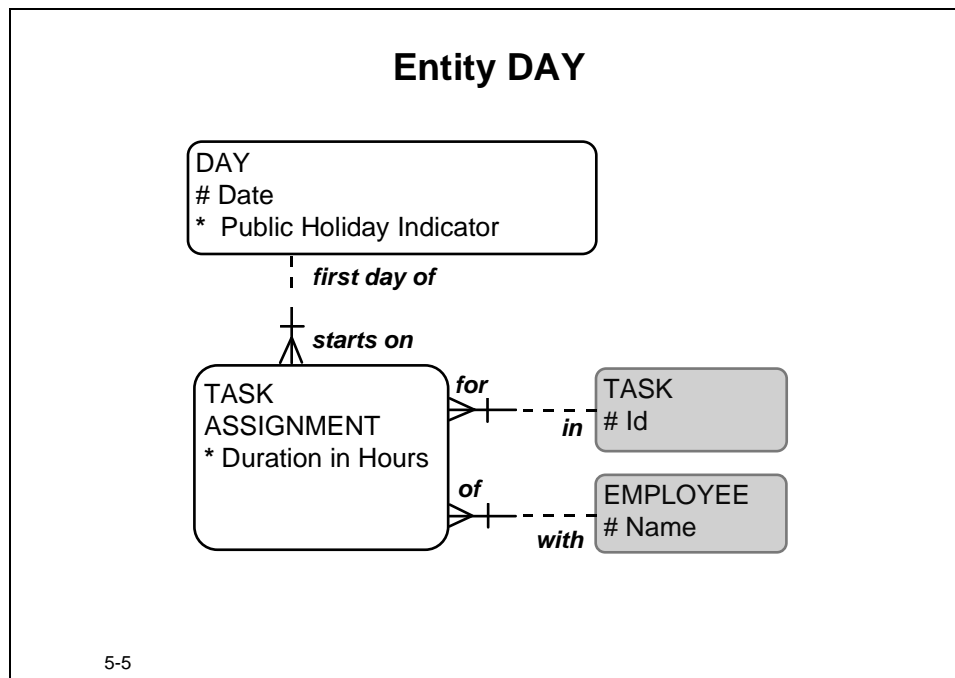 Entity DAY
DAY
# Date
* Public Holiday Indicator
first day of
starts on
TASK
ASSIGNMENT
* Duration in Hours
for
in
TASK
# Id
of
with
EMPLOYEE
# Name
5-5